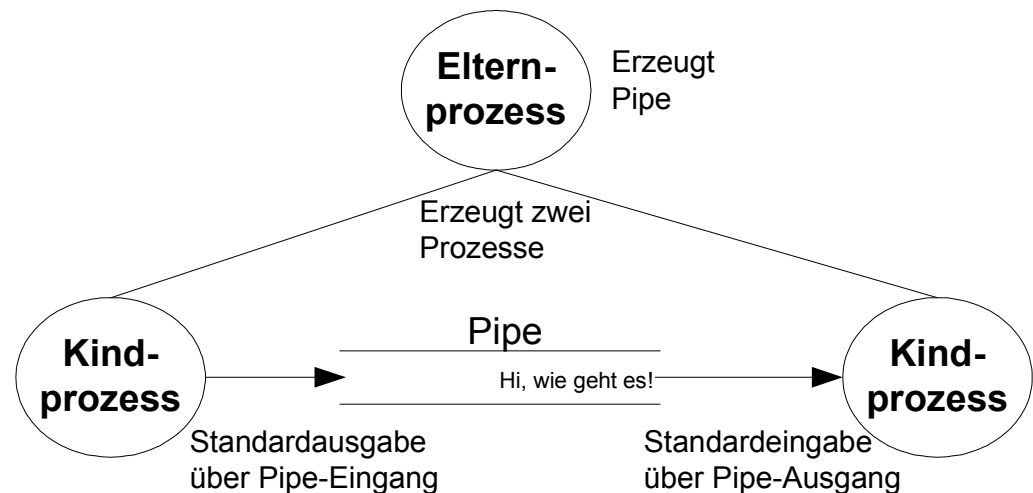 Eltern-
prozess
Erzeugt
Pipe
Erzeugt zwei
Prozesse
Kind-
prozess
Pipe
Hi, wie geht es!
Kind-
prozess
Standardausgabe
über Pipe-Eingang
Standardeingabe
über Pipe-Ausgang